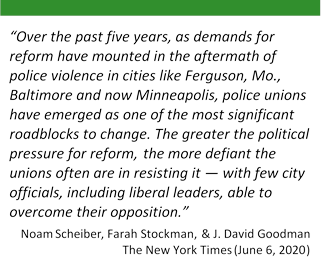 “Over the past five years, as demands for
reform have mounted in the aftermath of
police violence in cities like Ferguson, Mo.,
Baltimore and now Minneapolis, police unions
have emerged as one of the most significant
roadblocks to change. The greater the political
pressure for reform, the more defiant the
unions often are in resisting it — with few city
officials, including liberal leaders, able to
overcome their opposition.”
Noam Scheiber, Farah Stockman, & J. David Goodman
The New York Times (June 6, 2020)